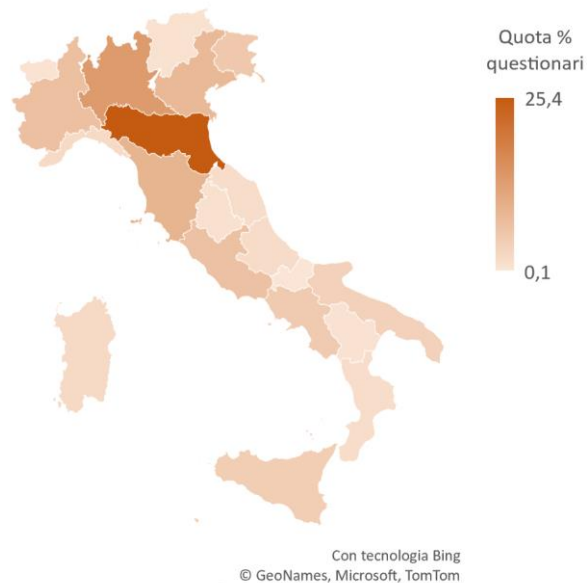 Quota %
questionari
25,4
0,1
Con tecnologia Bing
© GeoNames, Microsoft, TomTom